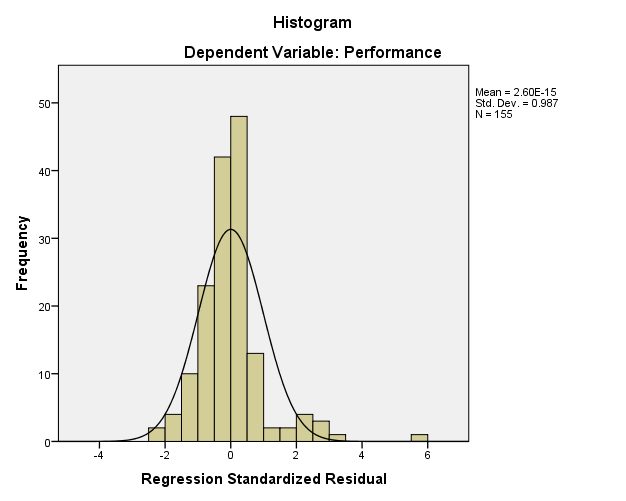 Histogram
Dependent Variable: Performance
Mean = 2.60E-15
Std. Dev. = 0.987
N = 155
Frequency
50
40
30
20
10
0
-4 -2 0 2 4 6
Regression Standardized Residual